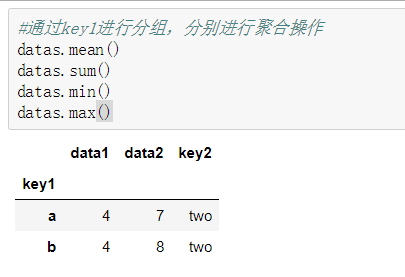 #通过key1进行分组，分别进行聚合操作
datas.mean()
datas.sum()
datas.min()
datas.max()
data1 data2 key2
key1
a 4 7 two
b 4 8 two